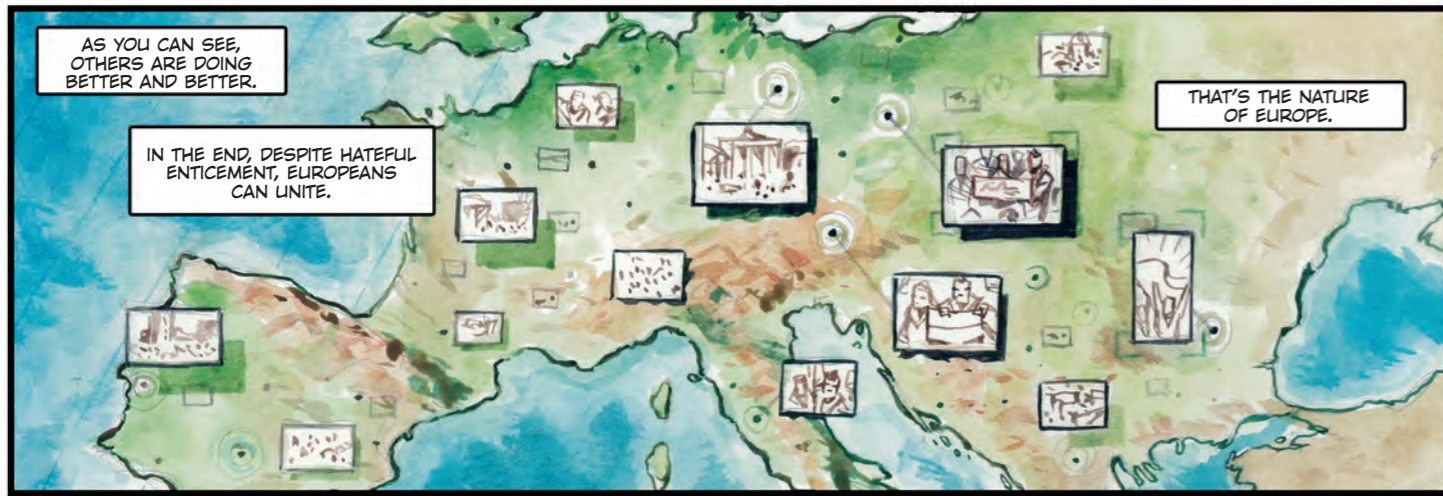 AS YOU CAN SEE,
OTHERS ARE DOING
BETTER AND BETTER.
IN THE END, DESPITE HATEFUL
ENTICEMENT, EUROPEANS
CAN UNITE.
THAT'S THE NATURE
OF EUROPE.